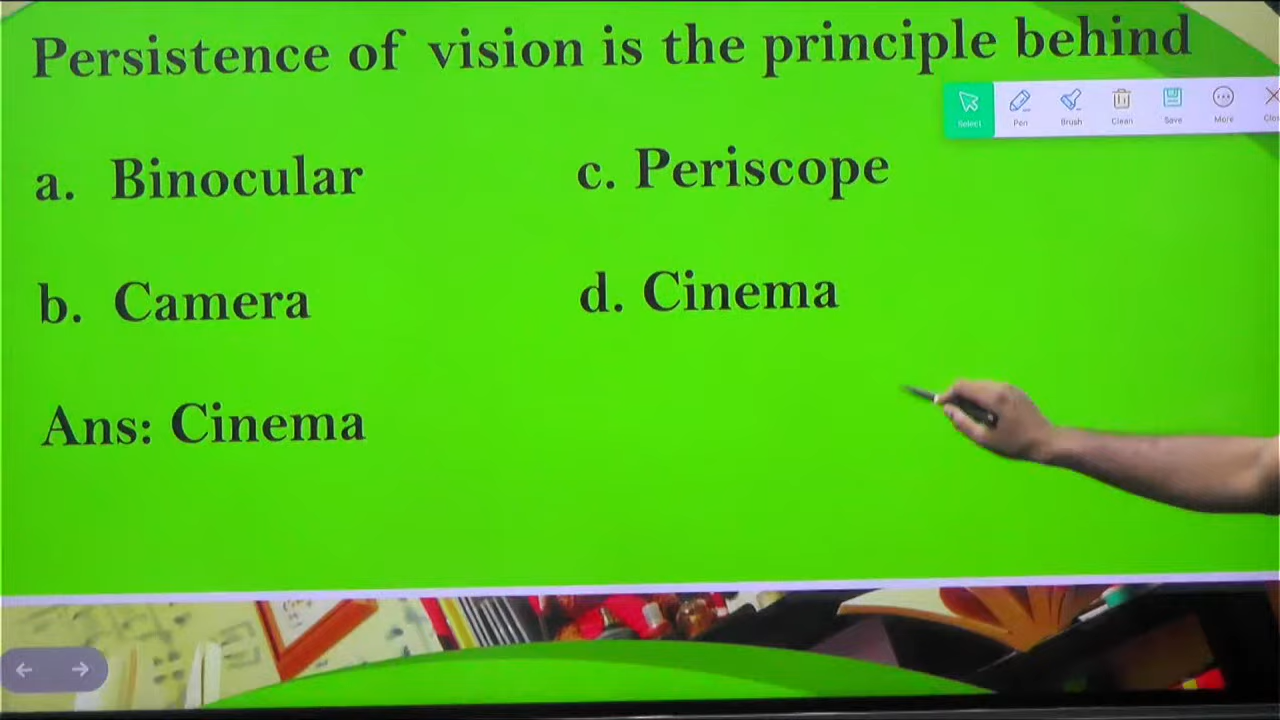 Persistence of vision is the principle behind
Select Pen Brush Clean Save More Clo
a. Binocular c. Periscope
b. Camera d. Cinema
Ans: Cinema